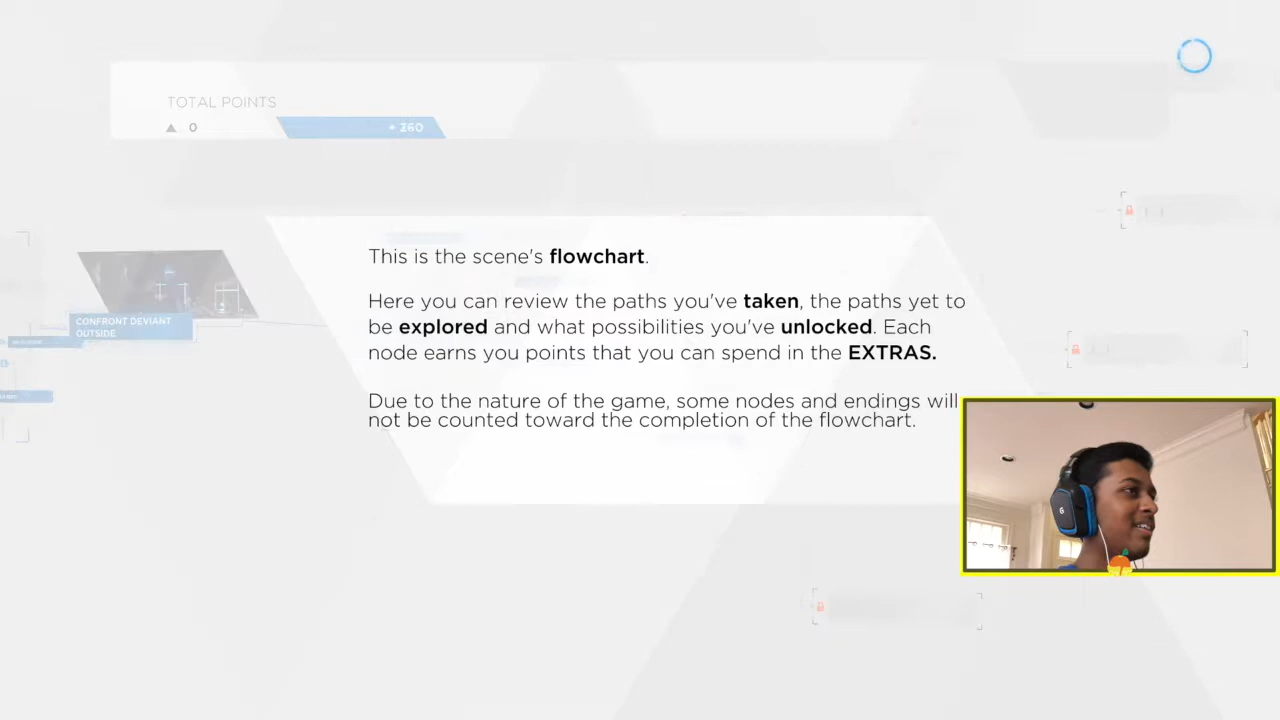 TOTAL POINTS
0
+ 260
This is the scene's flowchart.
Here you can review the paths you've taken, the paths yet to
be explored and what possibilities you've unlocked. Each
node earns you points that you can spend in the EXTRAS.
CONFRONT DEVIANT
OUTSIDE
Due to the nature of the game, some nodes and endings will
not be counted toward the completion of the flowchart.